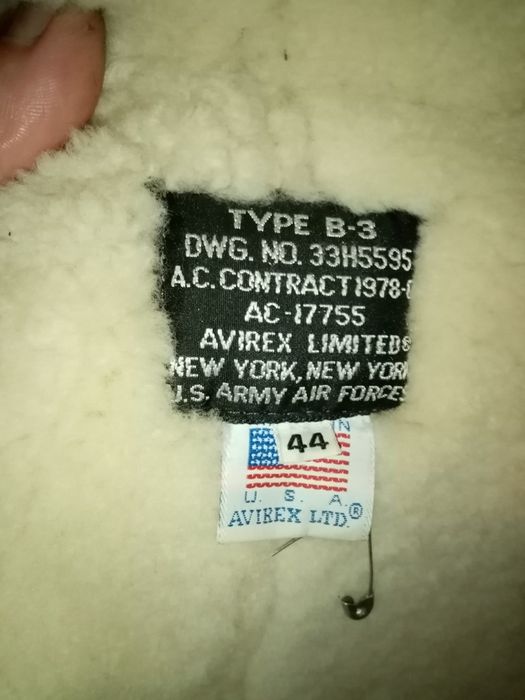 TYPE B-3
DWG. NO. 33H5595
A.C. CONTRACT 1978-
AC-17755
AVIREX LIMITED®
NEW YORK, NEW YORK
U.S. ARMY AIR FORCES
N
44
U. S. A.
AVIREX LTD.®